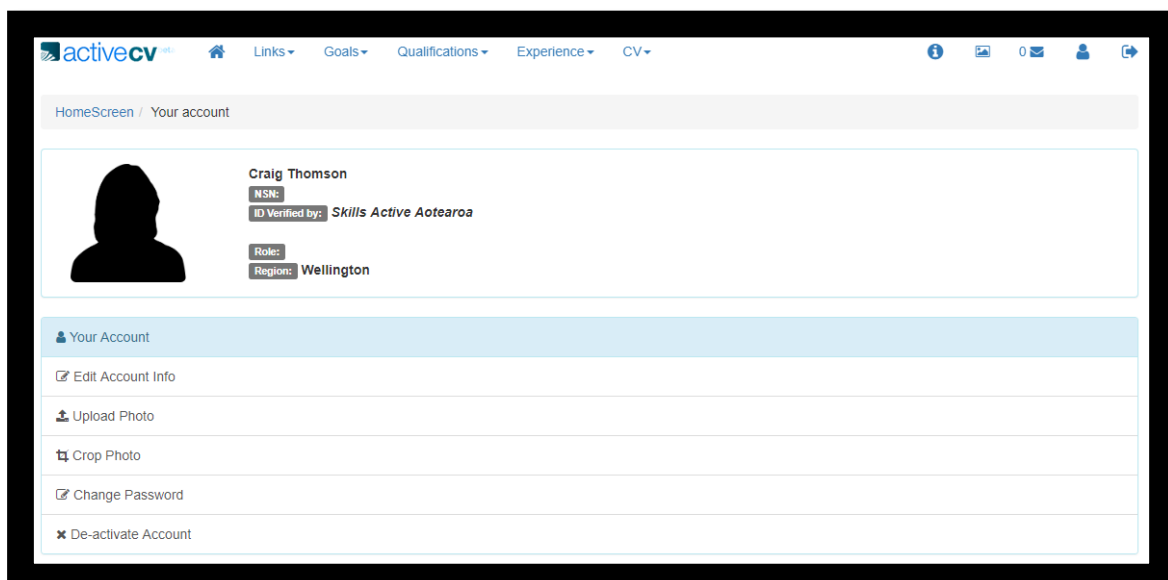 activecv
Links Goals Qualifications Experience CV 0
HomeScreen / Your account
Craig Thomson
NSN:
ID Verified by: Skills Active Aotearoa
Role:
Region: Wellington
Your Account
Edit Account Info
Upload Photo
Crop Photo
Change Password
De-activate Account